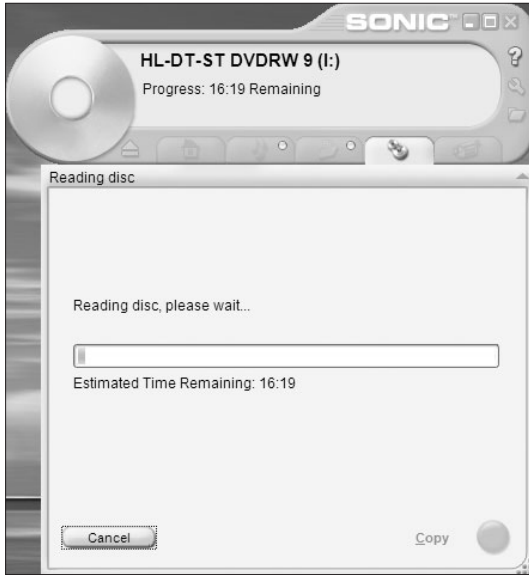 SONIC
HL-DT-ST DVDRW 9 (I:)
Progress: 16:19 Remaining
?
Reading disc
Reading disc, please wait...
Estimated Time Remaining: 16:19
Cancel
Copy